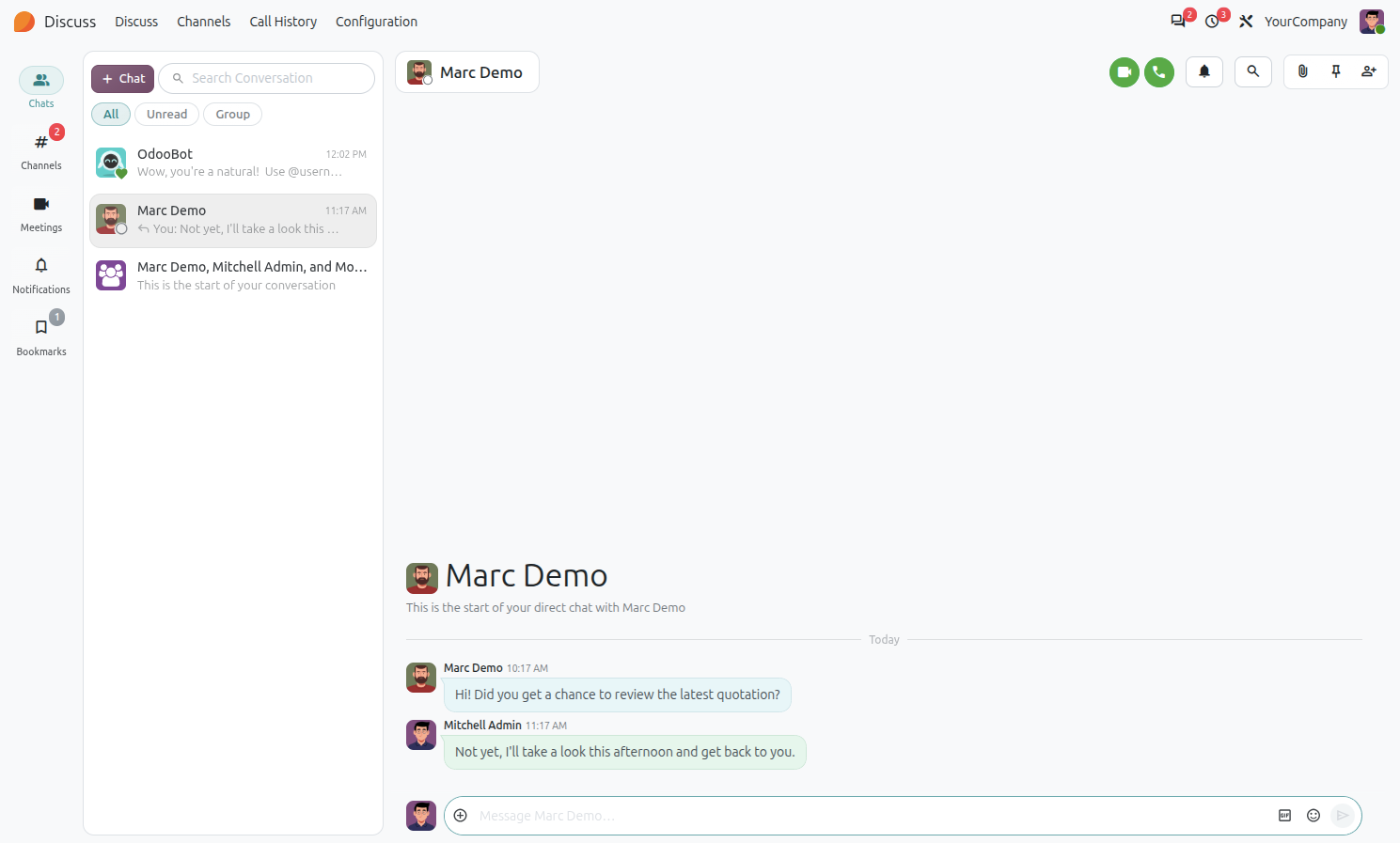 Discuss Discuss Channels Call History Configuration 2 3 YourCompany
Chats
2
Channels
Meetings
Notifications
1
Bookmarks
+ Chat Search Conversation
All Unread Group
OdooBot 12:02 PM
Wow, you're a natural! Use @usern…
Marc Demo 11:17 AM
You: Not yet, I'll take a look this …
Marc Demo, Mitchell Admin, and Mo…
This is the start of your conversation
Marc Demo
Marc Demo
This is the start of your direct chat with Marc Demo
Today
Marc Demo 10:17 AM
Hi! Did you get a chance to review the latest quotation?
Mitchell Admin 11:17 AM
Not yet, I'll take a look this afternoon and get back to you.
Message Marc Demo… GIF